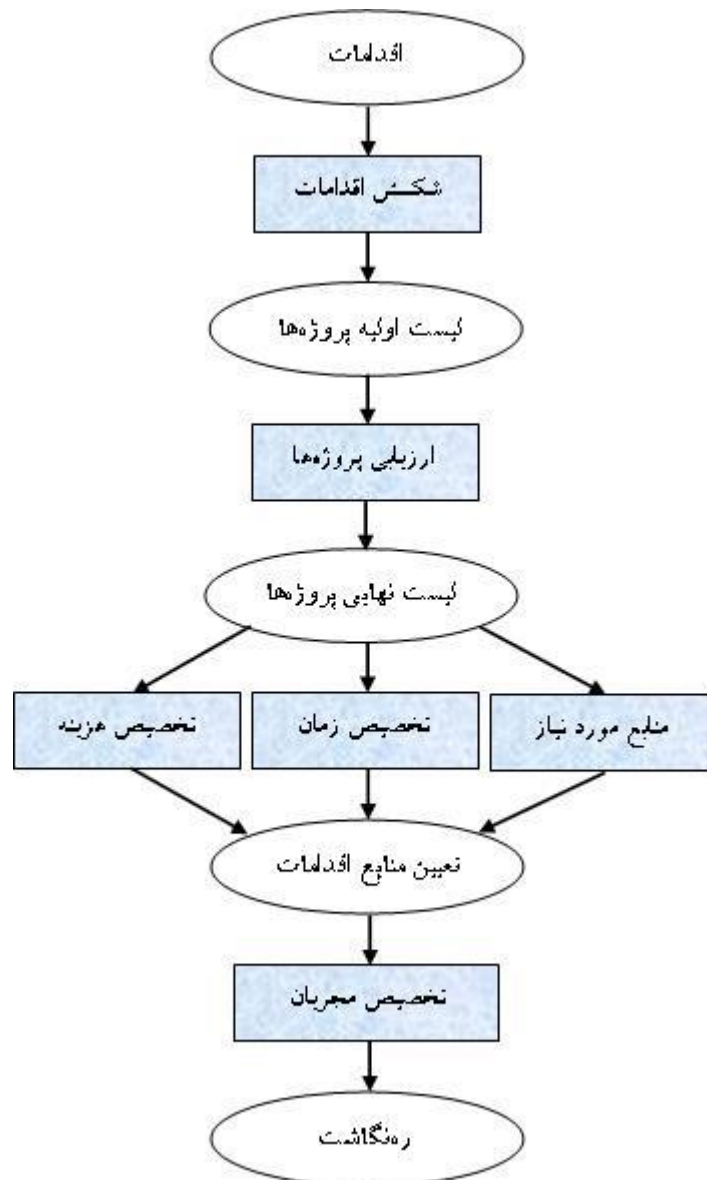 اقدامات
شکستن اقدامات
لیست اولیه پروژه‌ها
ارزیابی پروژه‌ها
لیست نهایی پروژه‌ها
منابع مورد نیاز
تخصیص زمان
تخصیص هزینه
تعیین منابع اقدامات
تخصیص مجریان
ره‌نگاشت